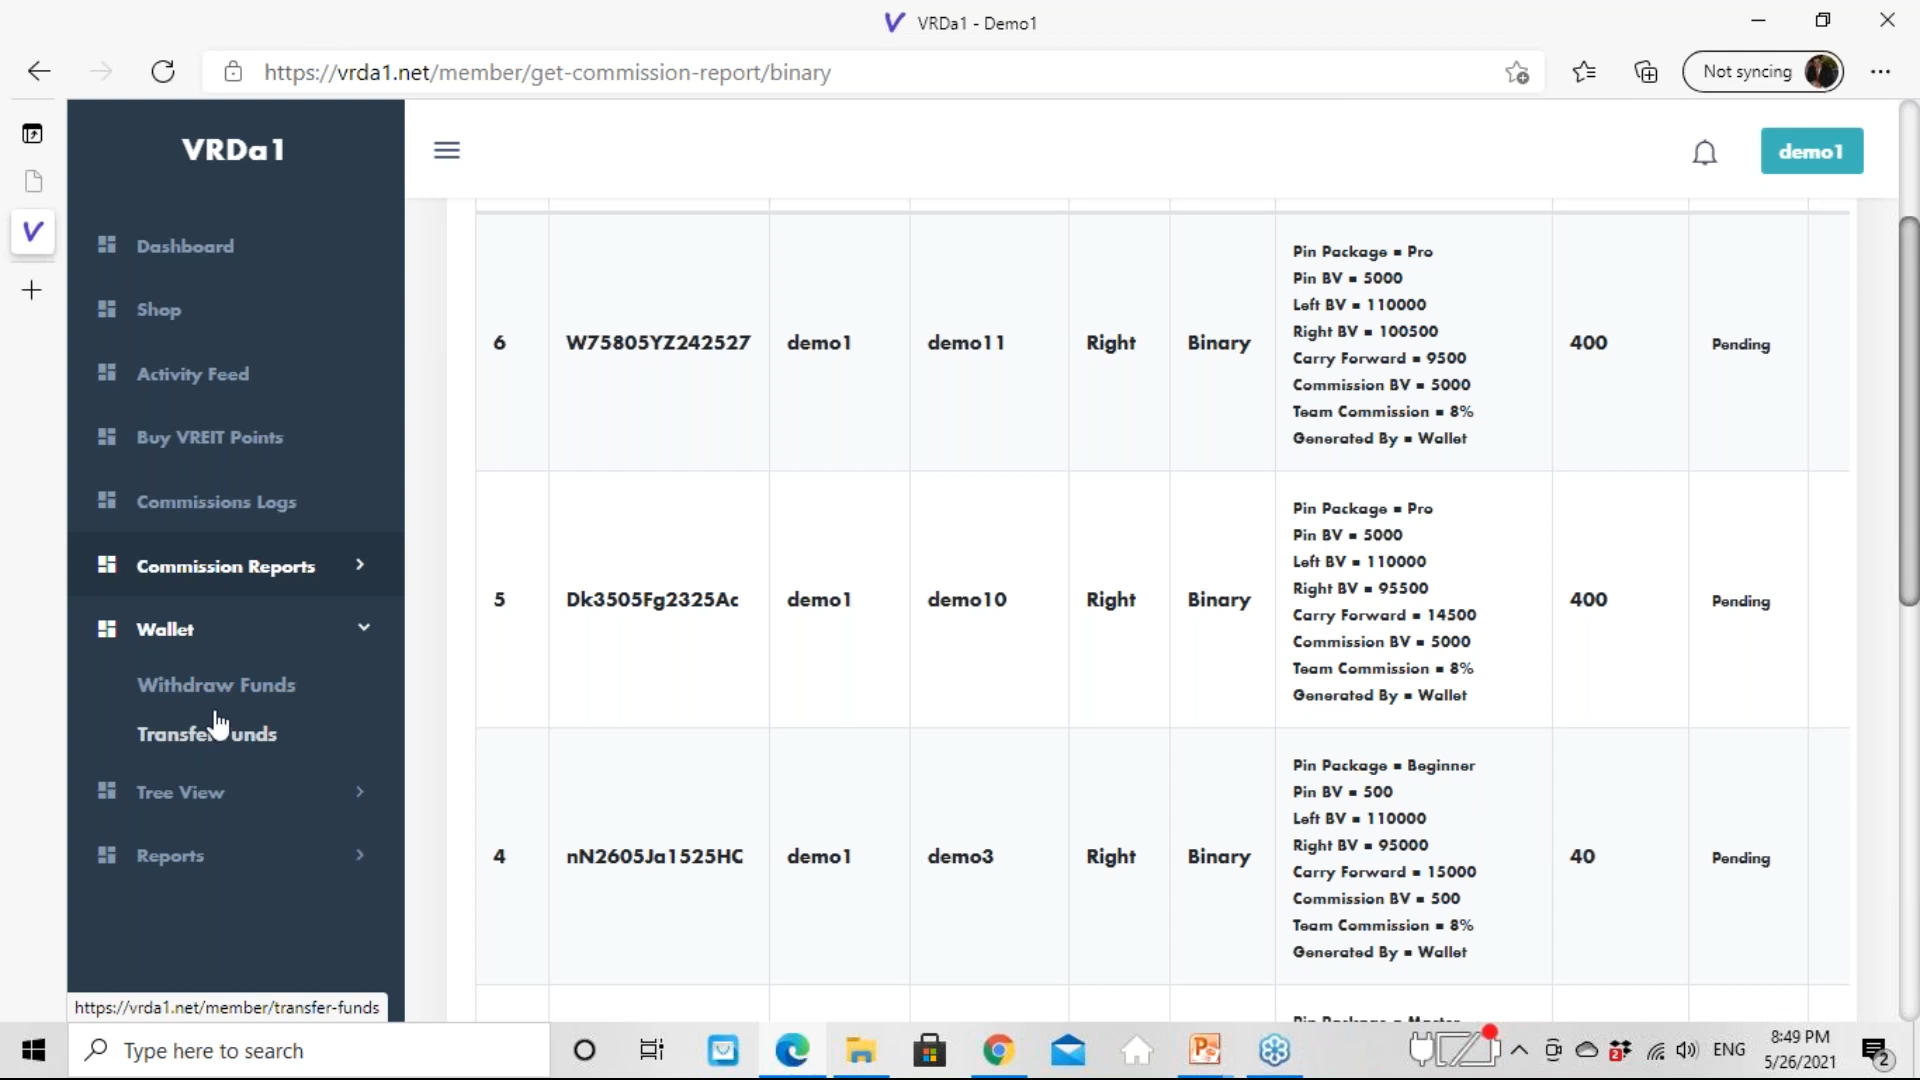 VRDa1 - Demo1
https://vrda1.net/member/get-commission-report/binary
Not syncing
VRDa1
demo1
Dashboard
Shop
Activity Feed
Buy VREIT Points
Commissions Logs
Commission Reports
Wallet
Withdraw Funds
Transfer unds
Tree View
Reports
6
W75805YZ242527
demo1
demo11
Right
Binary
Pin Package = Pro
Pin BV = 5000
Left BV = 110000
Right BV = 100500
Carry Forward = 9500
Commission BV = 5000
Team Commission = 8%
Generated By = Wallet
400
Pending
5
Dk3505Fg2325Ac
demo1
demo10
Right
Binary
Pin Package = Pro
Pin BV = 5000
Left BV = 110000
Right BV = 95500
Carry Forward = 14500
Commission BV = 5000
Team Commission = 8%
Generated By = Wallet
400
Pending
4
nN2605Ja1525HC
demo1
demo3
Right
Binary
Pin Package = Beginner
Pin BV = 500
Left BV = 110000
Right BV = 95000
Carry Forward = 15000
Commission BV = 500
Team Commission = 8%
Generated By = Wallet
40
Pending
Pin Package = Master
https://vrda1.net/member/transfer-funds
Type here to search
2
ENG
8:49 PM
5/26/2021
2